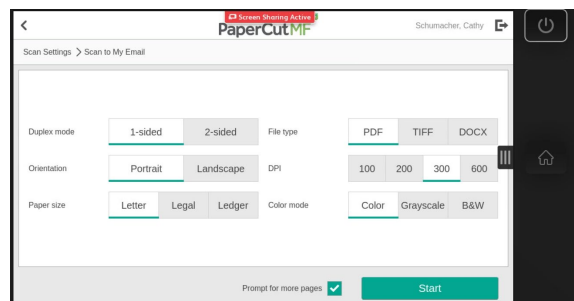 Screen Sharing Active
PaperCutMF
Schumacher, Cathy
Scan Settings > Scan to My Email
Duplex mode 1-sided 2-sided File type PDF TIFF DOCX
Orientation Portrait Landscape DPI 100 200 300 600
Paper size Letter Legal Ledger Color mode Color Grayscale B&W
Prompt for more pages Start